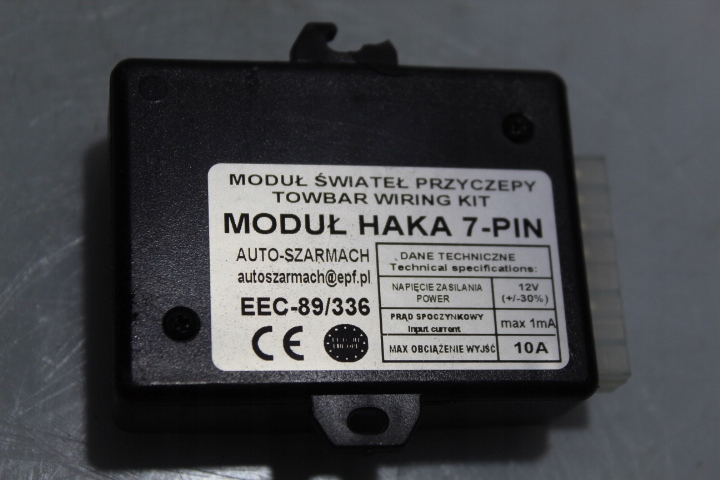 MODUŁ ŚWIATEŁ PRZYCZEPY
TOWBAR WIRING KIT
MODUŁ HAKA 7-PIN
AUTO-SZARMACH
autoszarmach@epf.pl
EEC-89/336
CE
DANE TECHNICZNE
Technical specifications:
NAPIĘCIE ZASILANIA
POWER
12V
(+/-30%)
PRĄD SPOCZYNKOWY
Input current
max 1mA
MAX OBCIĄŻENIE WYJŚĆ
10A